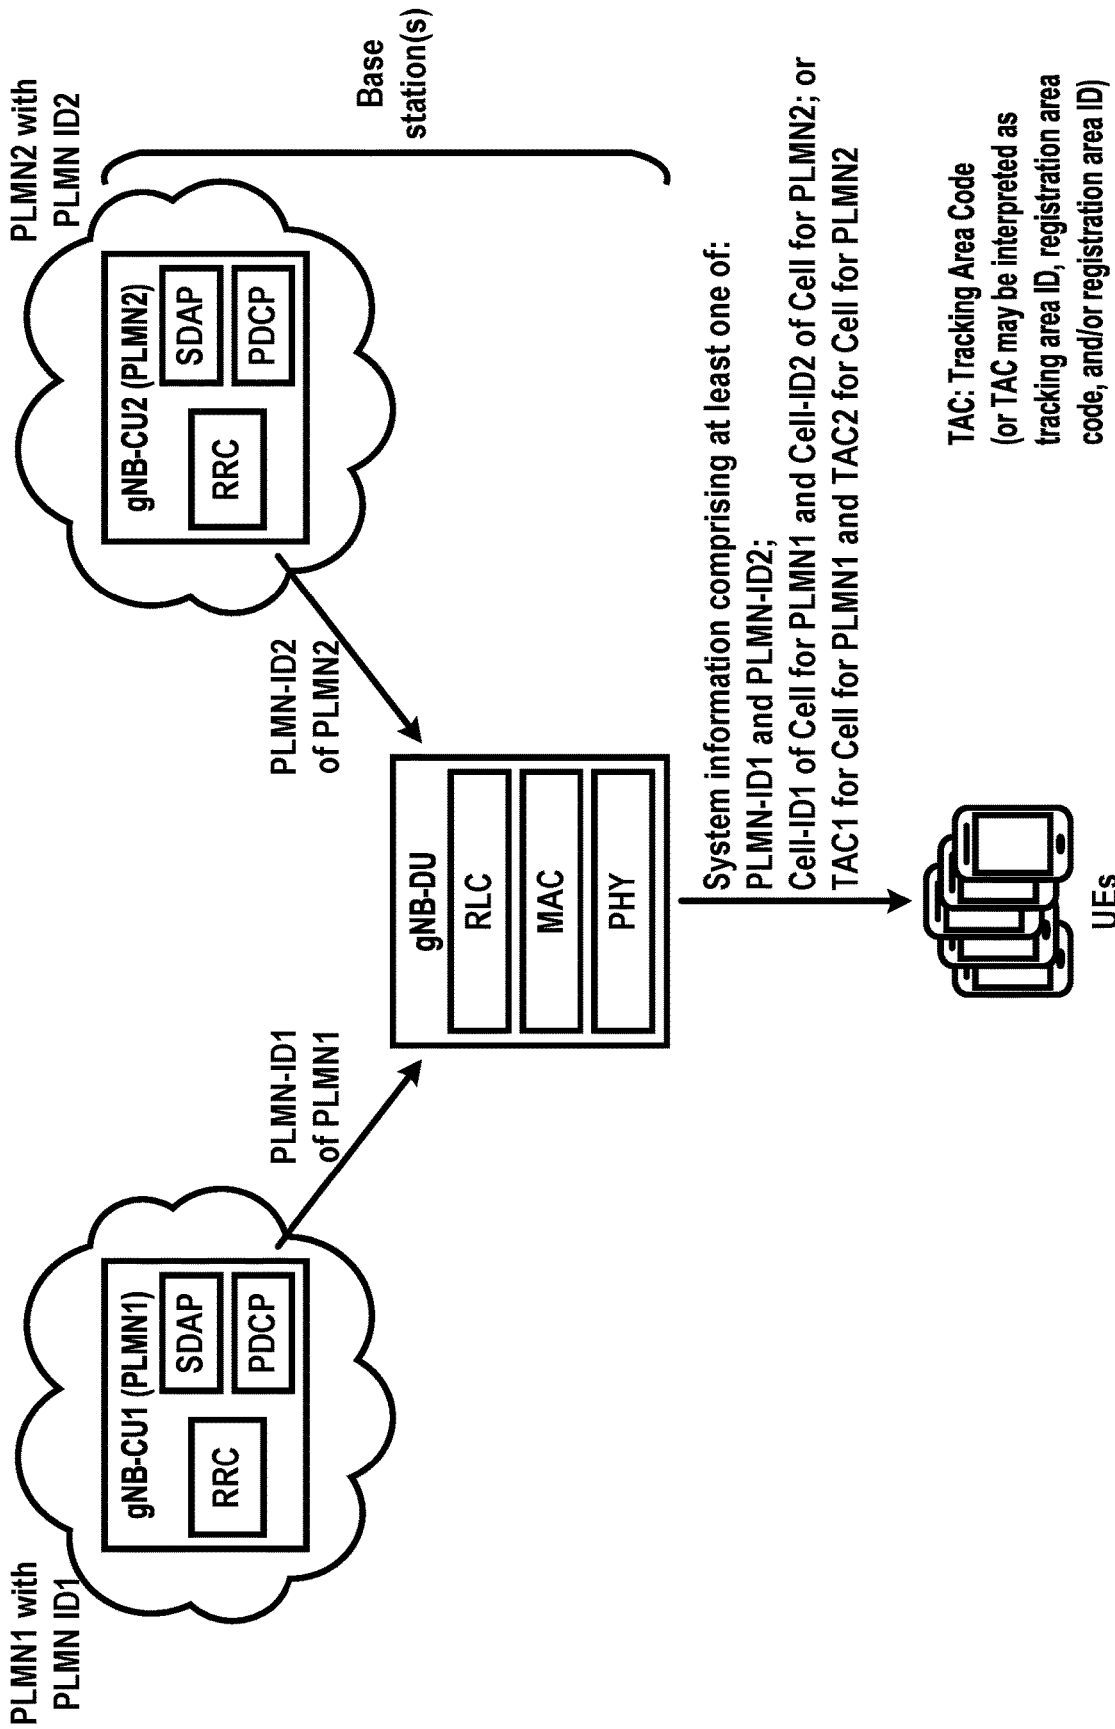 PLMN1 with
PLMN ID1
gNB-CU1 (PLMN1)
RRC
SDAP
PDCP
PLMN2 with
PLMN ID2
gNB-CU2 (PLMN2)
RRC
SDAP
PDCP
Base
station(s)
PLMN-ID1
of PLMN1
PLMN-ID2
of PLMN2
gNB-DU
RLC
MAC
PHY
System information comprising at least one of:
PLMN-ID1 and PLMN-ID2;
Cell-ID1 of Cell for PLMN1 and Cell-ID2 of Cell for PLMN2; or
TAC1 for Cell for PLMN1 and TAC2 for Cell for PLMN2
UEs
TAC: Tracking Area Code
(or TAC may be interpreted as
tracking area ID, registration area
code, and/or registration area ID)